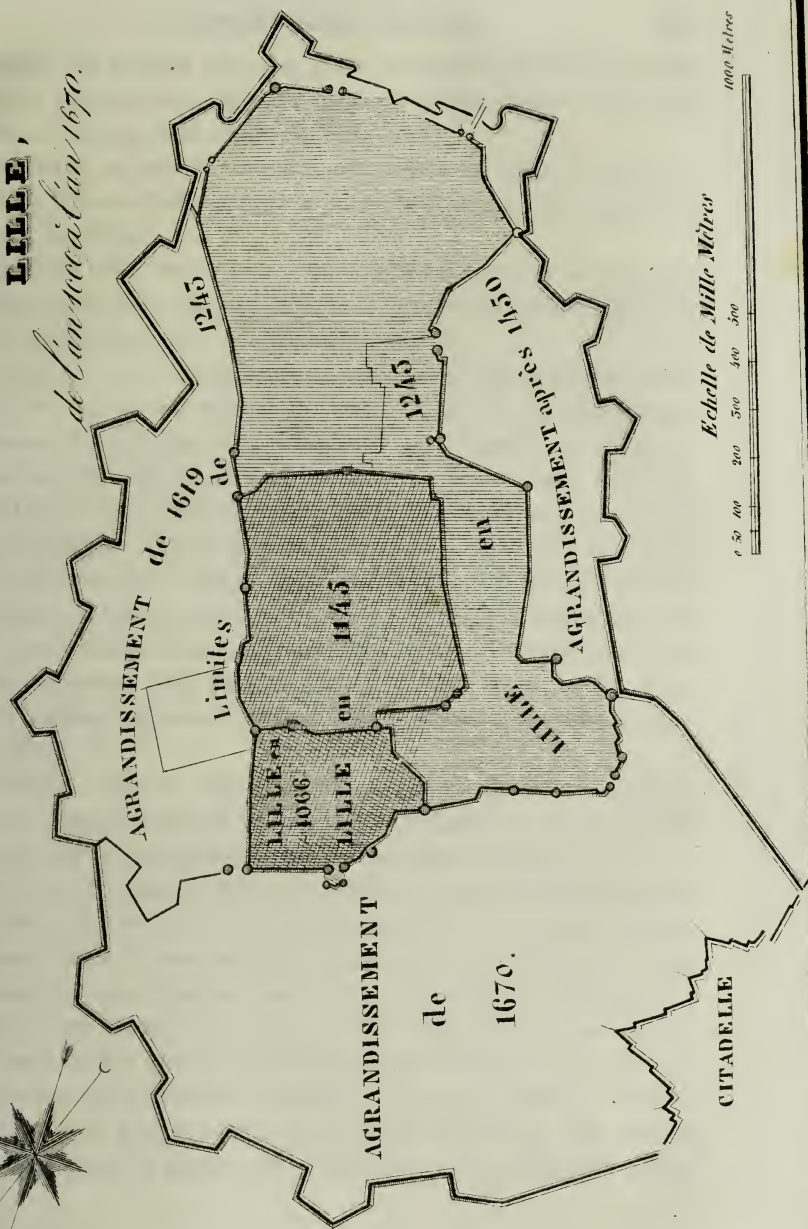 LILLE,
de l'an MLXVI à l'an 1670.
AGRANDISSEMENT de 1619
Limites de 1245
LILLE en
1066
LILLE en 1145
1245
LILLE en
AGRANDISSEMENT après 1450
AGRANDISSEMENT
de
1670.
CITADELLE
Echelle de Mille Mètres
0 50 100 200 300 400 500 1000 Mètres